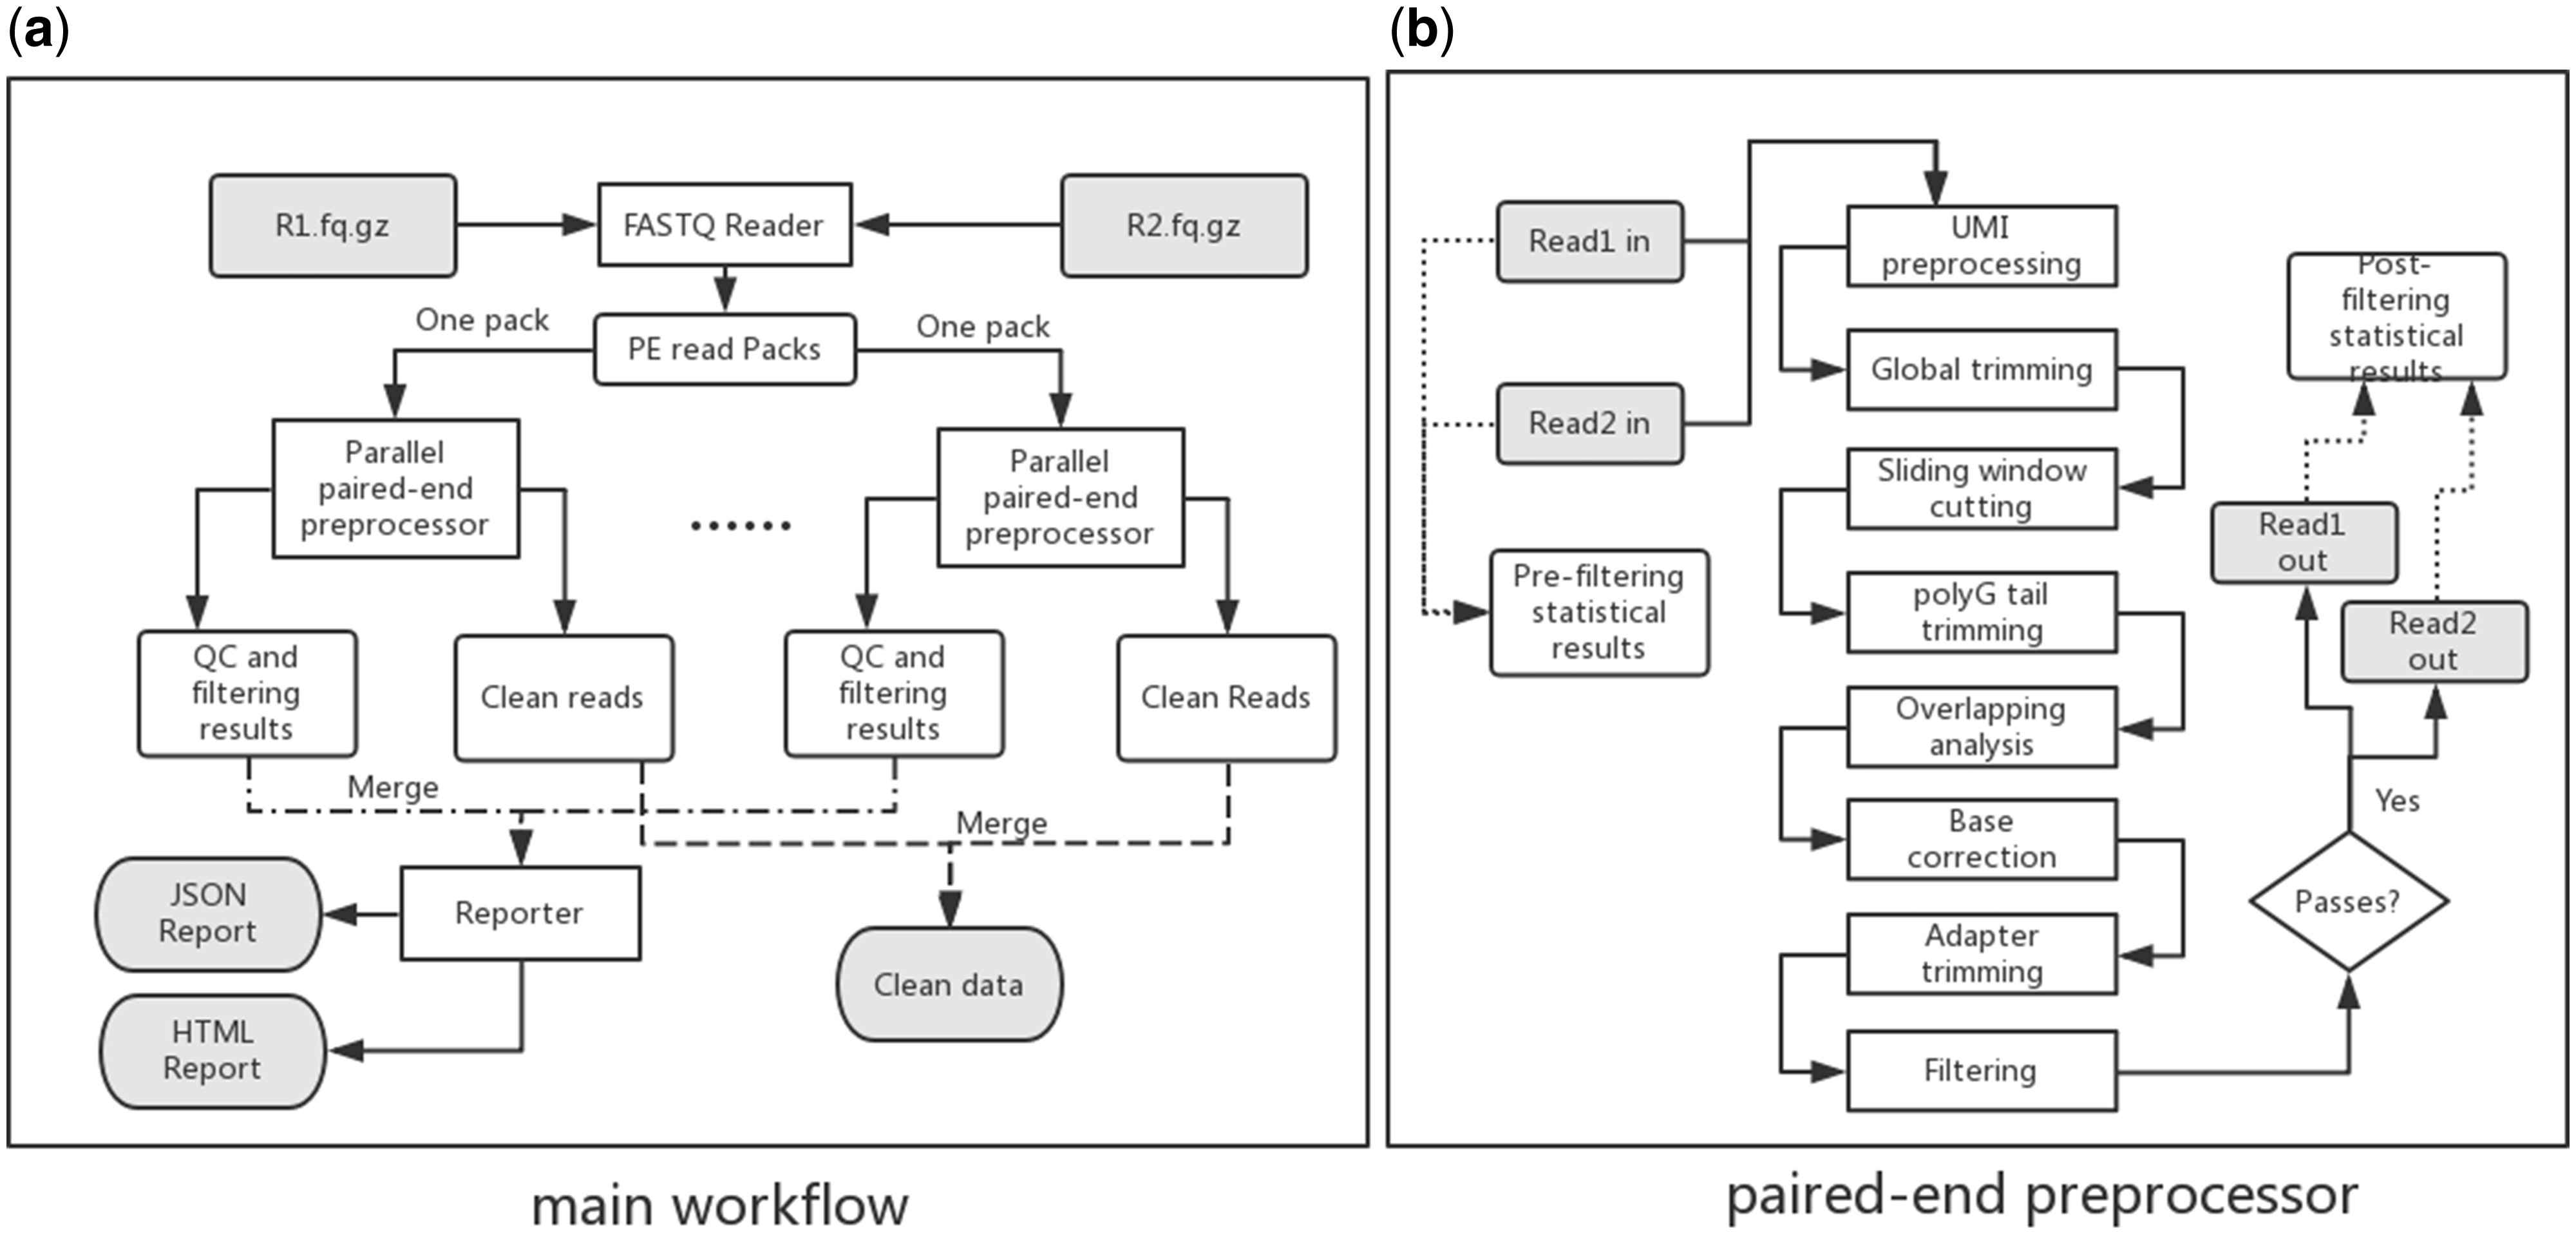 (a)
R1.fq.gz
FASTQ Reader
R2.fq.gz
One pack
PE read Packs
One pack
Parallel
paired-end
preprocessor
......
Parallel
paired-end
preprocessor
QC and
filtering
results
Clean reads
QC and
filtering
results
Clean Reads
Merge
Merge
JSON
Report
Reporter
HTML
Report
Clean data
main workflow
(b)
Read1 in
Read2 in
Pre-filtering
statistical
results
UMI
preprocessing
Global trimming
Sliding window
cutting
polyG tail
trimming
Overlapping
analysis
Base
correction
Adapter
trimming
Filtering
Post-
filtering
statistical
results
Read1
out
Read2
out
Yes
Passes?
paired-end preprocessor